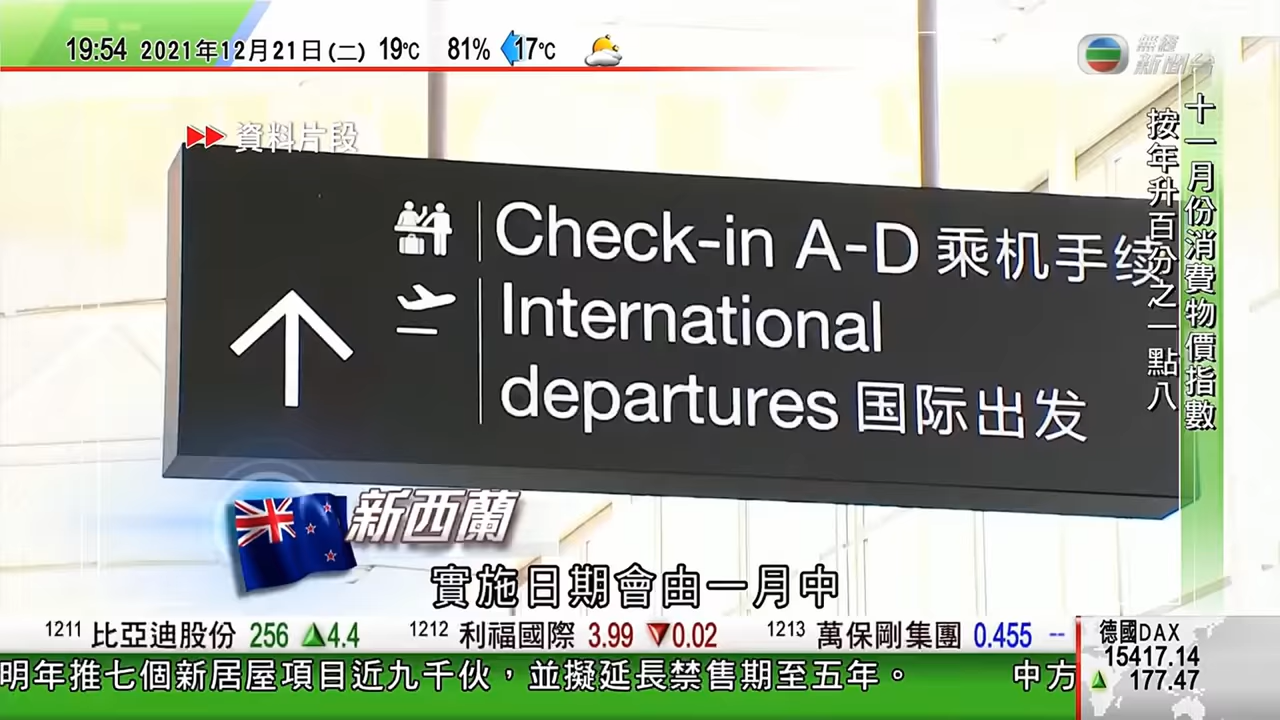 19:54 2021年12月21日(二) 19℃ 81% 17℃
無綫新聞台
十一月份消費物價指數
按年升百分之一點八
資料片段
Check-in A-D 乘机手续
International
departures 国际出发
新西蘭
實施日期會由一月中
1211 比亞迪股份 256 ▲4.4 1212 利福國際 3.99 ▼0.02 1213 萬保剛集團 0.455 --
德國DAX
15417.14
▲ 177.47
明年推七個新居屋項目近九千伙，並擬延長禁售期至五年。 中方